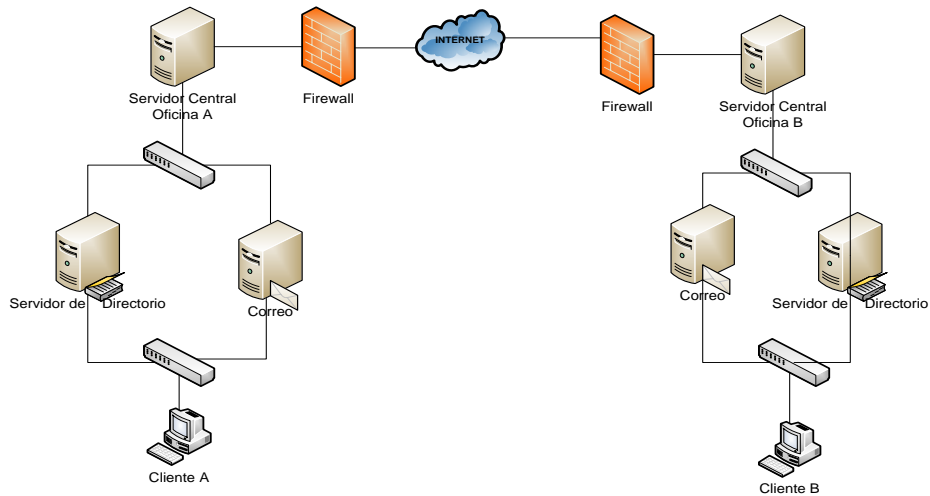 INTERNET
Servidor Central
Oficina A
Firewall
Firewall
Servidor Central
Oficina B
Servidor de Directorio
Correo
Correo
Servidor de Directorio
Cliente A
Cliente B